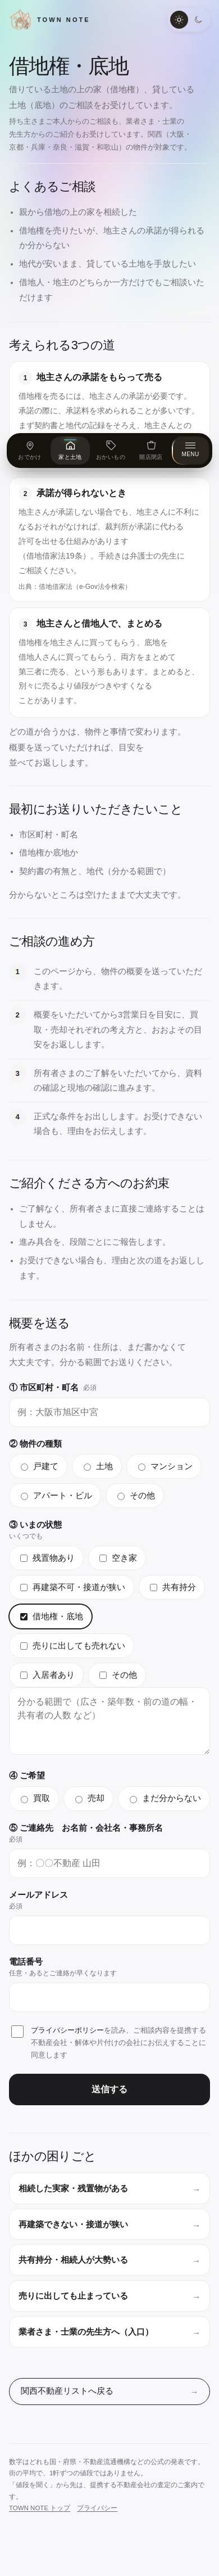 TOWN NOTE
借地権・底地
借りている土地の上の家（借地権）、貸している
土地（底地）のご相談をお受けしています。
持ち主さまご本人からのご相談も、業者さま・士業の
先生方からのご紹介もお受けしています。関西（大阪・
京都・兵庫・奈良・滋賀・和歌山）の物件が対象です。
よくあるご相談
親から借地の上の家を相続した
借地権を売りたいが、地主さんの承諾が得られる
か分からない
地代が安いまま、貸している土地を手放したい
借地人・地主のどちらか一方だけでもご相談いた
だけます
考えられる3つの道
1 地主さんの承諾をもらって売る
借地権を売るには、地主さんの承諾が必要です。
承諾の際に、承諾料を求められることが多いです。
まず契約書と地代の記録をそろえ、地主さんとの
おでかけ
家と土地
おかいもの
開店閉店
MENU
2 承諾が得られないとき
地主さんが承諾しない場合でも、地主さんに不利に
なるおそれがなければ、裁判所が承諾に代わる
許可を出せる仕組みがあります
（借地借家法19条）。手続きは弁護士の先生に
ご相談ください。
出典：借地借家法（e-Gov法令検索）
3 地主さんと借地人で、まとめる
借地権を地主さんに買ってもらう、底地を
借地人さんに買ってもらう、両方をまとめて
第三者に売る、という形もあります。まとめると、
別々に売るより値段がつきやすくなる
ことがあります。
どの道が合うかは、物件と事情で変わります。
概要を送っていただければ、目安を
並べてお返しします。
最初にお送りいただきたいこと
市区町村・町名
借地権か底地か
契約書の有無と、地代（分かる範囲で）
分からないところは空けたままで大丈夫です。
ご相談の進め方
1 このページから、物件の概要を送っていただ
きます。
2 概要をいただいてから3営業日を目安に、買
取・売却それぞれの考え方と、おおよその目
安をお返しします。
3 所有者さまのご了解をいただいてから、資料
の確認と現地の確認に進みます。
4 正式な条件をお出しします。お受けできない
場合も、理由をお伝えします。
ご紹介くださる方へのお約束
ご了解なく、所有者さまに直接ご連絡することは
しません。
進み具合を、段階ごとにご報告します。
お受けできない場合も、理由と次の道をお返ししま
す。
概要を送る
所有者さまのお名前・住所は、まだ書かなくて
大丈夫です。分かる範囲でお送りください。
① 市区町村・町名 必須
例：大阪市旭区中宮
② 物件の種類
戸建て
土地
マンション
アパート・ビル
その他
③ いまの状態
いくつでも
残置物あり
空き家
再建築不可・接道が狭い
共有持分
借地権・底地
売りに出しても売れない
入居者あり
その他
分かる範囲で（広さ・築年数・前の道の幅・
共有者の人数 など）
④ ご希望
買取
売却
まだ分からない
⑤ ご連絡先 お名前・会社名・事務所名
必須
例：〇〇不動産 山田
メールアドレス
必須
電話番号
任意・あるとご連絡が早くなります
プライバシーポリシーを読み、ご相談内容を提携する
不動産会社・解体や片付けの会社にお伝えすることに
同意します
送信する
ほかの困りごと
相続した実家・残置物がある →
再建築できない・接道が狭い →
共有持分・相続人が大勢いる →
売りに出しても止まっている →
業者さま・士業の先生方へ（入口） →
関西不動産リストへ戻る →
数字はどれも国・府県・不動産流通機構などの公式の発表です。
街の平均で、1軒ずつの値段ではありません。
「値段を聞く」から先は、提携する不動産会社の査定のご案内で
す。
TOWN NOTE トップ プライバシー